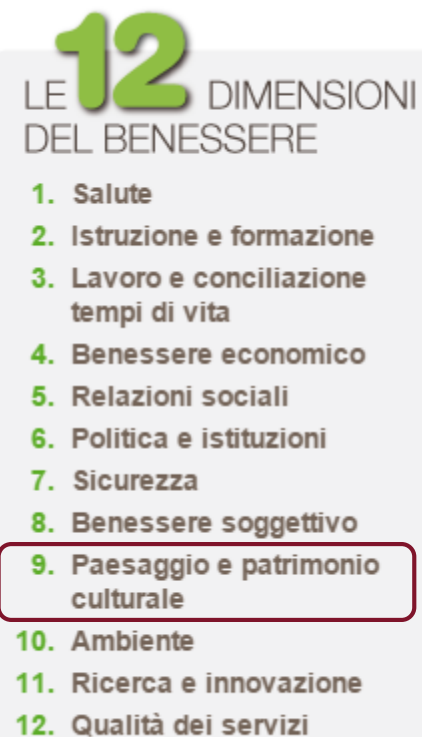 LE 12 DIMENSIONI
DEL BENESSERE
1. Salute
2. Istruzione e formazione
3. Lavoro e conciliazione
tempi di vita
4. Benessere economico
5. Relazioni sociali
6. Politica e istituzioni
7. Sicurezza
8. Benessere soggettivo
9. Paesaggio e patrimonio
culturale
10. Ambiente
11. Ricerca e innovazione
12. Qualità dei servizi